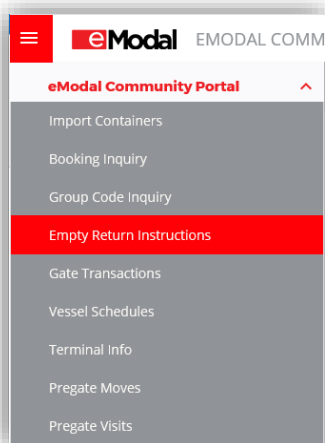 eModal EMODAL COMM
eModal Community Portal
Import Containers
Booking Inquiry
Group Code Inquiry
Empty Return Instructions
Gate Transactions
Vessel Schedules
Terminal Info
Pregate Moves
Pregate Visits